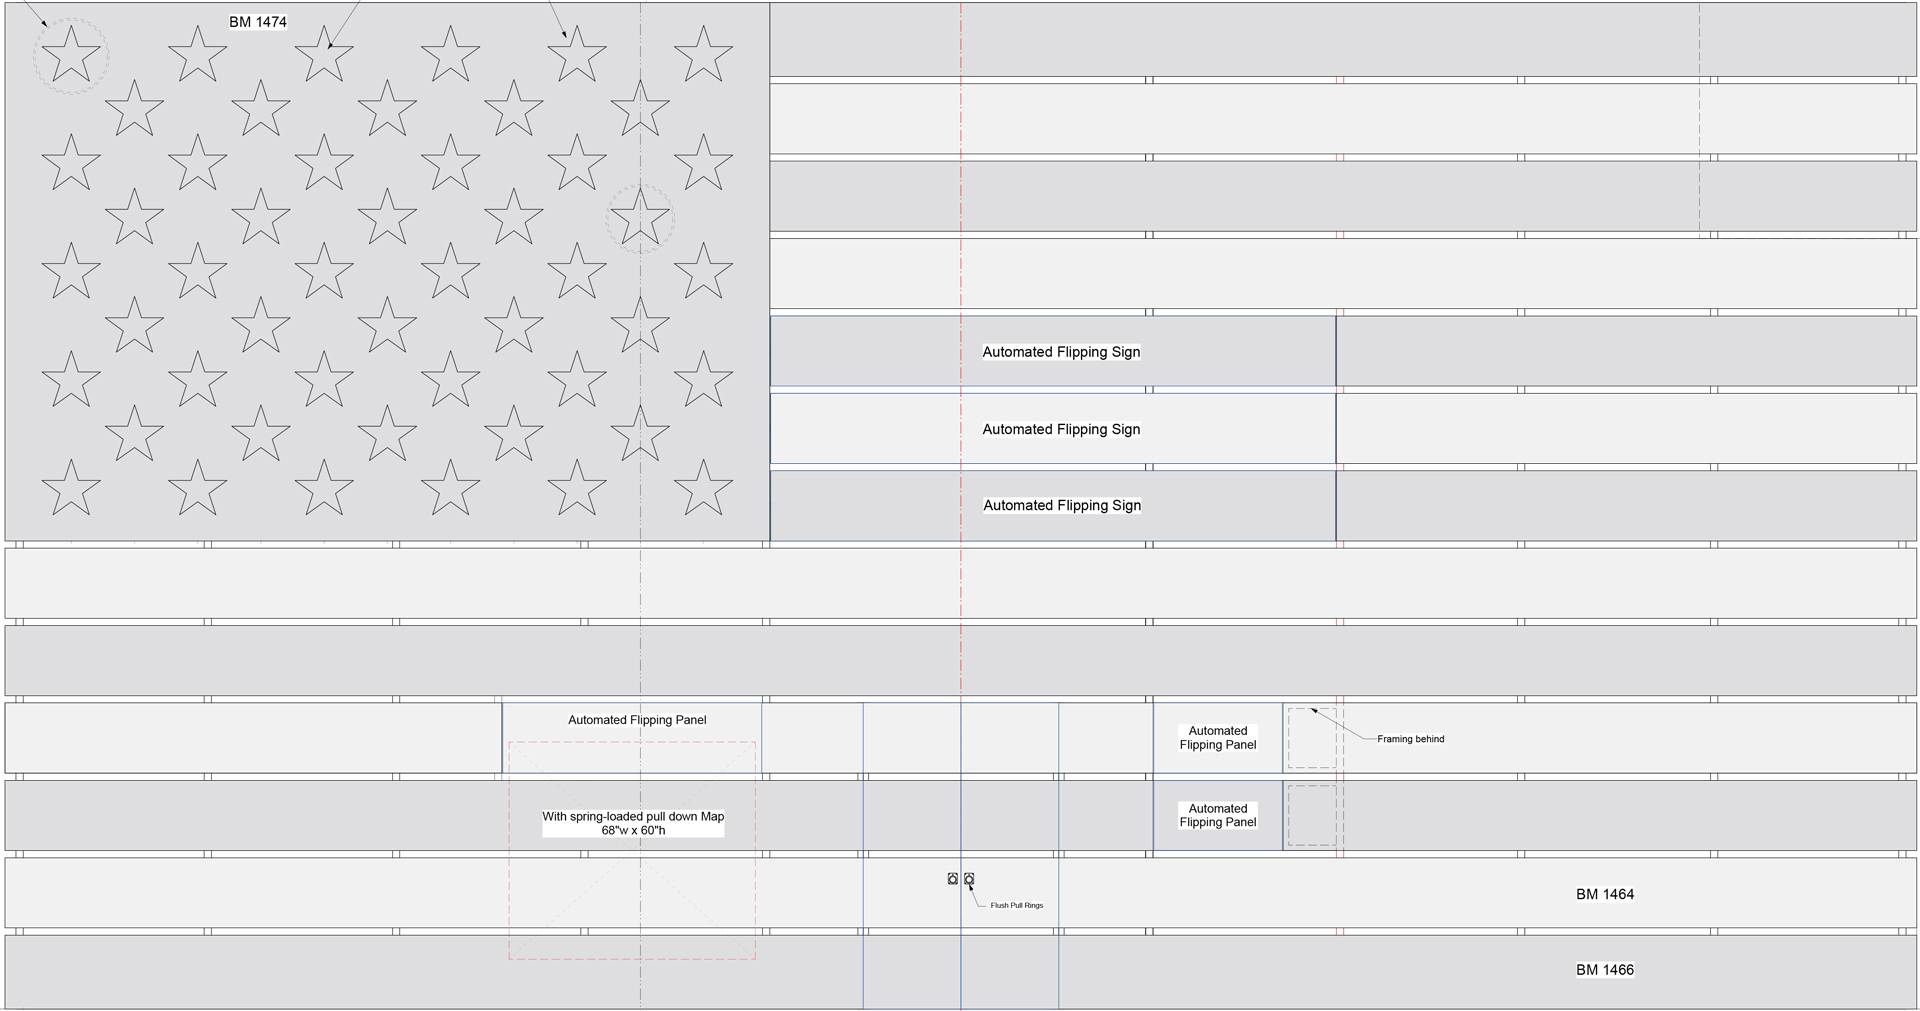 BM 1474
Automated Flipping Sign
Automated Flipping Sign
Automated Flipping Sign
Automated Flipping Panel
Automated
Flipping Panel
Framing behind
With spring-loaded pull down Map
68"w x 60"h
Automated
Flipping Panel
Flush Pull Rings
BM 1464
BM 1466